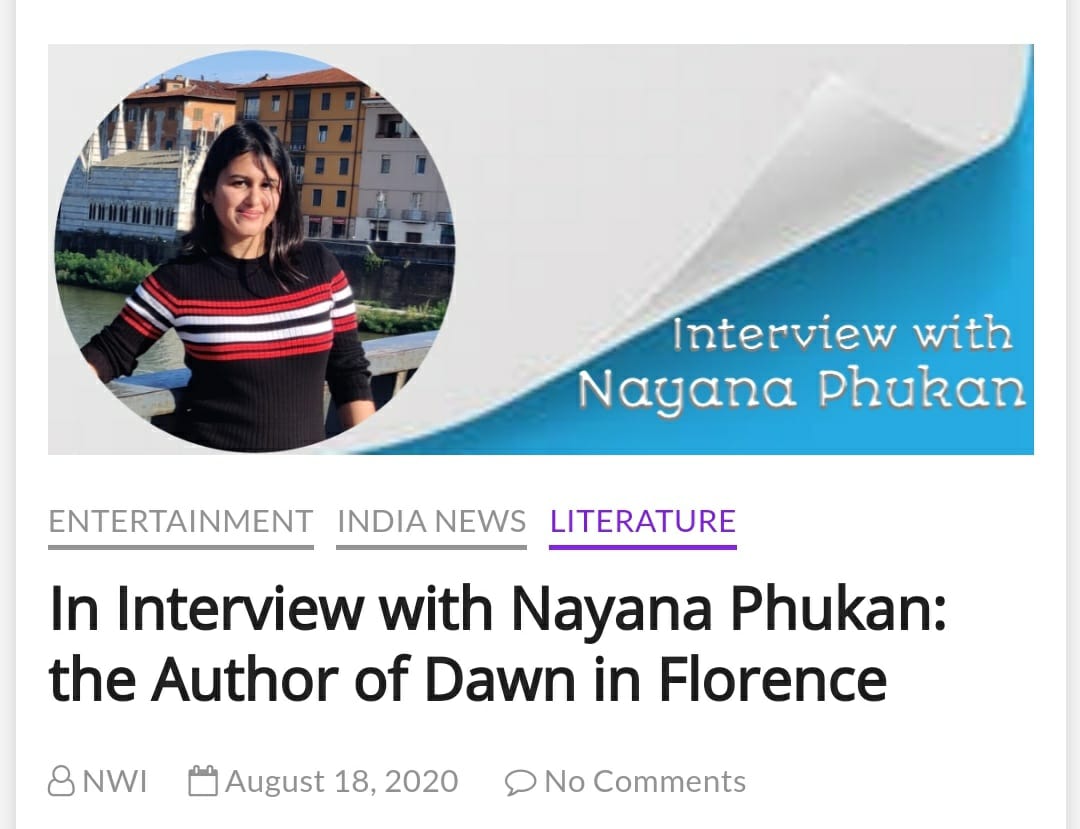 Interview with
Nayana Phukan
ENTERTAINMENT INDIA NEWS LITERATURE
In Interview with Nayana Phukan:
the Author of Dawn in Florence
NWI August 18, 2020 No Comments